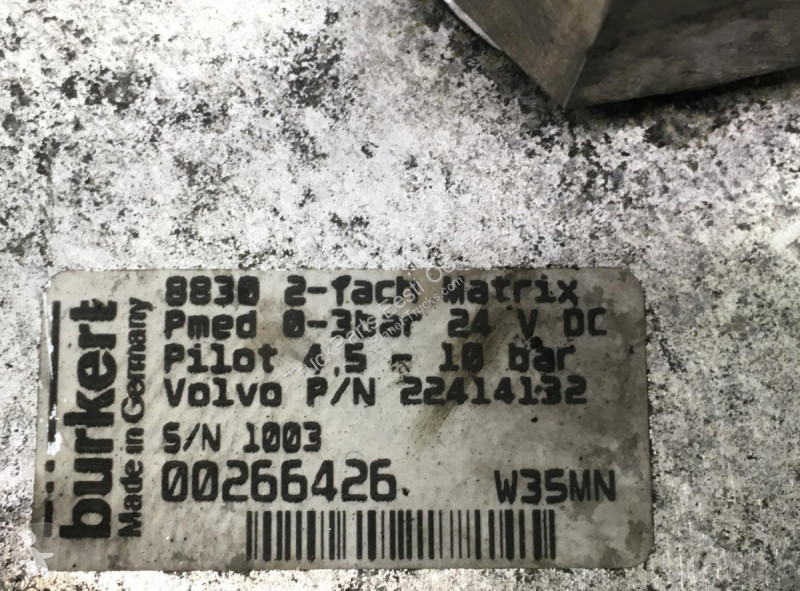 burkert
Made in Germany
8830 2-fach Matrix
Pmed 0-3bar 24 V DC
Pilot 4,5 - 10 bar
Volvo P/N 22414132
S/N 1003
00266426
W35MN